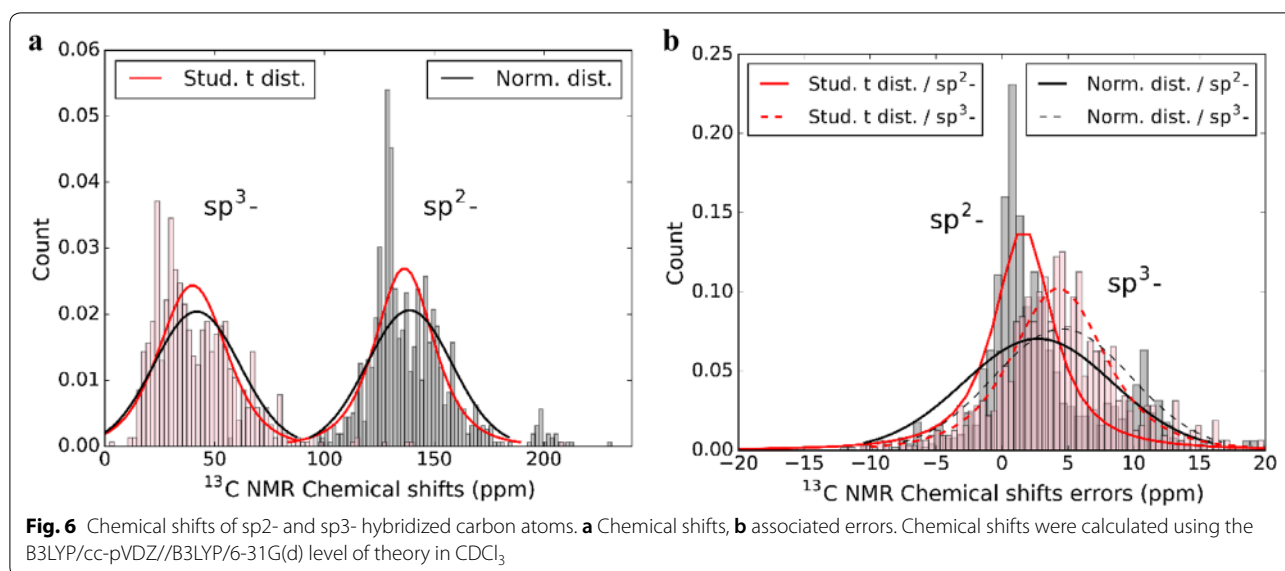 a
0.06
0.05
0.04
0.03
0.02
0.01
0.00
Count
Stud. t dist.
Norm. dist.
sp³-
sp²-
0 50 100 150 200
¹³C NMR Chemical shifts (ppm)
b
0.25
0.20
0.15
0.10
0.05
0.00
Count
Stud. t dist. / sp²-
Stud. t dist. / sp³-
Norm. dist. / sp²-
Norm. dist. / sp³-
sp²-
sp³-
−20 −15 −10 −5 0 5 10 15 20
¹³C NMR Chemical shifts errors (ppm)
Fig. 6 Chemical shifts of sp2- and sp3- hybridized carbon atoms. a Chemical shifts, b associated errors. Chemical shifts were calculated using the
B3LYP/cc-pVDZ//B3LYP/6-31G(d) level of theory in CDCl₃